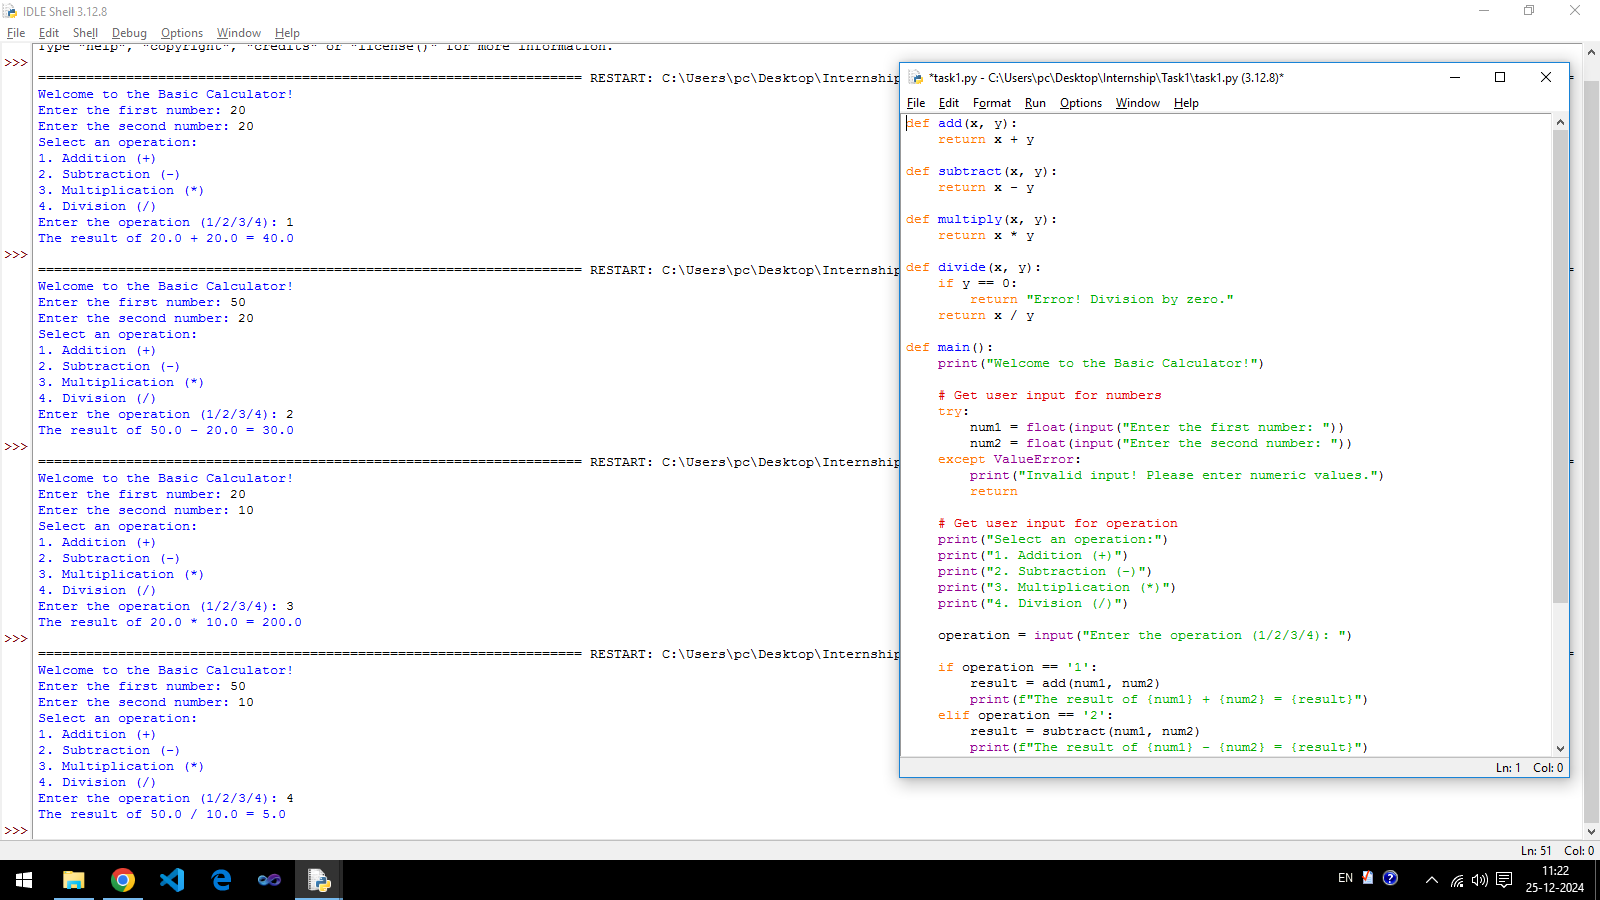 IDLE Shell 3.12.8
File Edit Shell Debug Options Window Help
Type "help", "copyright", "credits" or "license()" for more information.
>>>
==================================================================== RESTART: C:\Users\pc\Desktop\Internship
Welcome to the Basic Calculator!
Enter the first number: 20
Enter the second number: 20
Select an operation:
1. Addition (+)
2. Subtraction (-)
3. Multiplication (*)
4. Division (/)
Enter the operation (1/2/3/4): 1
The result of 20.0 + 20.0 = 40.0
>>>
==================================================================== RESTART: C:\Users\pc\Desktop\Internship
Welcome to the Basic Calculator!
Enter the first number: 50
Enter the second number: 20
Select an operation:
1. Addition (+)
2. Subtraction (-)
3. Multiplication (*)
4. Division (/)
Enter the operation (1/2/3/4): 2
The result of 50.0 - 20.0 = 30.0
>>>
==================================================================== RESTART: C:\Users\pc\Desktop\Internship
Welcome to the Basic Calculator!
Enter the first number: 20
Enter the second number: 10
Select an operation:
1. Addition (+)
2. Subtraction (-)
3. Multiplication (*)
4. Division (/)
Enter the operation (1/2/3/4): 3
The result of 20.0 * 10.0 = 200.0
>>>
==================================================================== RESTART: C:\Users\pc\Desktop\Internship
Welcome to the Basic Calculator!
Enter the first number: 50
Enter the second number: 10
Select an operation:
1. Addition (+)
2. Subtraction (-)
3. Multiplication (*)
4. Division (/)
Enter the operation (1/2/3/4): 4
The result of 50.0 / 10.0 = 5.0
>>>
*task1.py - C:\Users\pc\Desktop\Internship\Task1\task1.py (3.12.8)*
File Edit Format Run Options Window Help
def add(x, y):
    return x + y

def subtract(x, y):
    return x - y

def multiply(x, y):
    return x * y

def divide(x, y):
    if y == 0:
        return "Error! Division by zero."
    return x / y

def main():
    print("Welcome to the Basic Calculator!")

    # Get user input for numbers
    try:
        num1 = float(input("Enter the first number: "))
        num2 = float(input("Enter the second number: "))
    except ValueError:
        print("Invalid input! Please enter numeric values.")
        return

    # Get user input for operation
    print("Select an operation:")
    print("1. Addition (+)")
    print("2. Subtraction (-)")
    print("3. Multiplication (*)")
    print("4. Division (/)")

    operation = input("Enter the operation (1/2/3/4): ")

    if operation == '1':
        result = add(num1, num2)
        print(f"The result of {num1} + {num2} = {result}")
    elif operation == '2':
        result = subtract(num1, num2)
        print(f"The result of {num1} - {num2} = {result}")
Ln: 1 Col: 0
Ln: 51 Col: 0
EN
11:22
25-12-2024